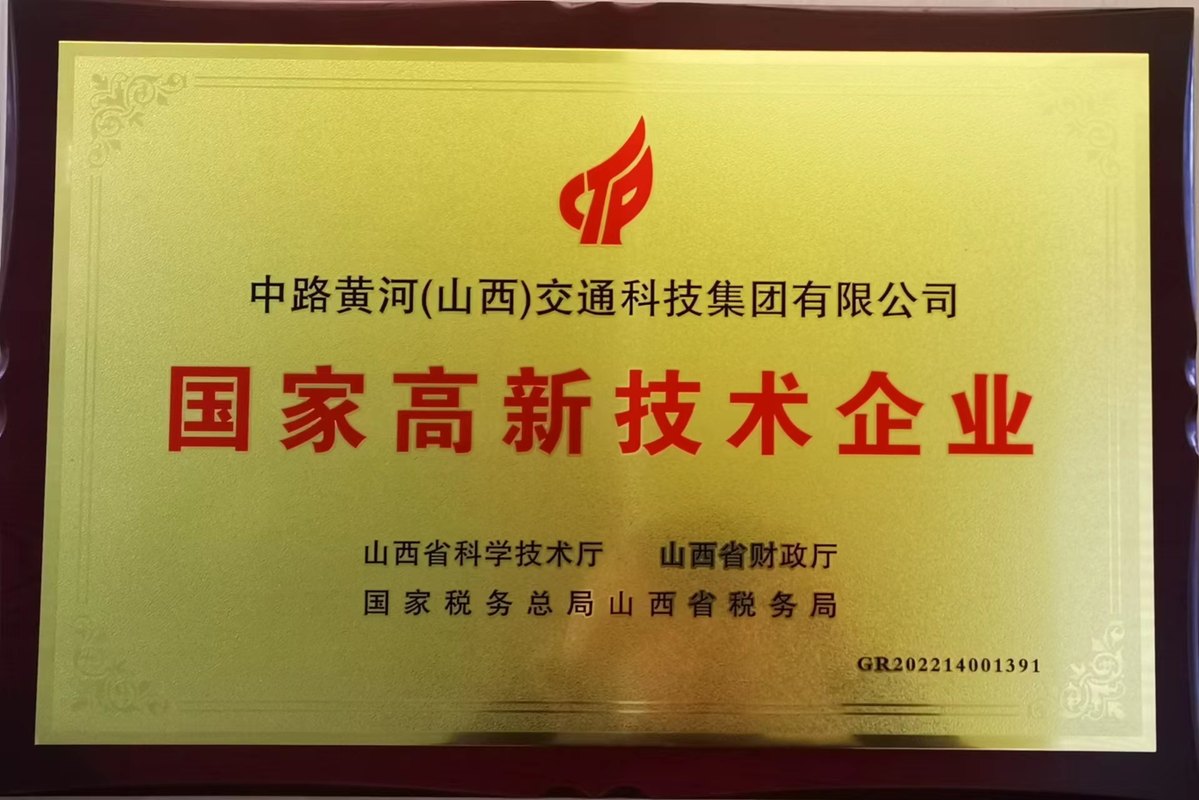 CTP
中路黄河(山西)交通科技集团有限公司
国家高新技术企业
山西省科学技术厅 山西省财政厅
国家税务总局山西省税务局
GR202214001391